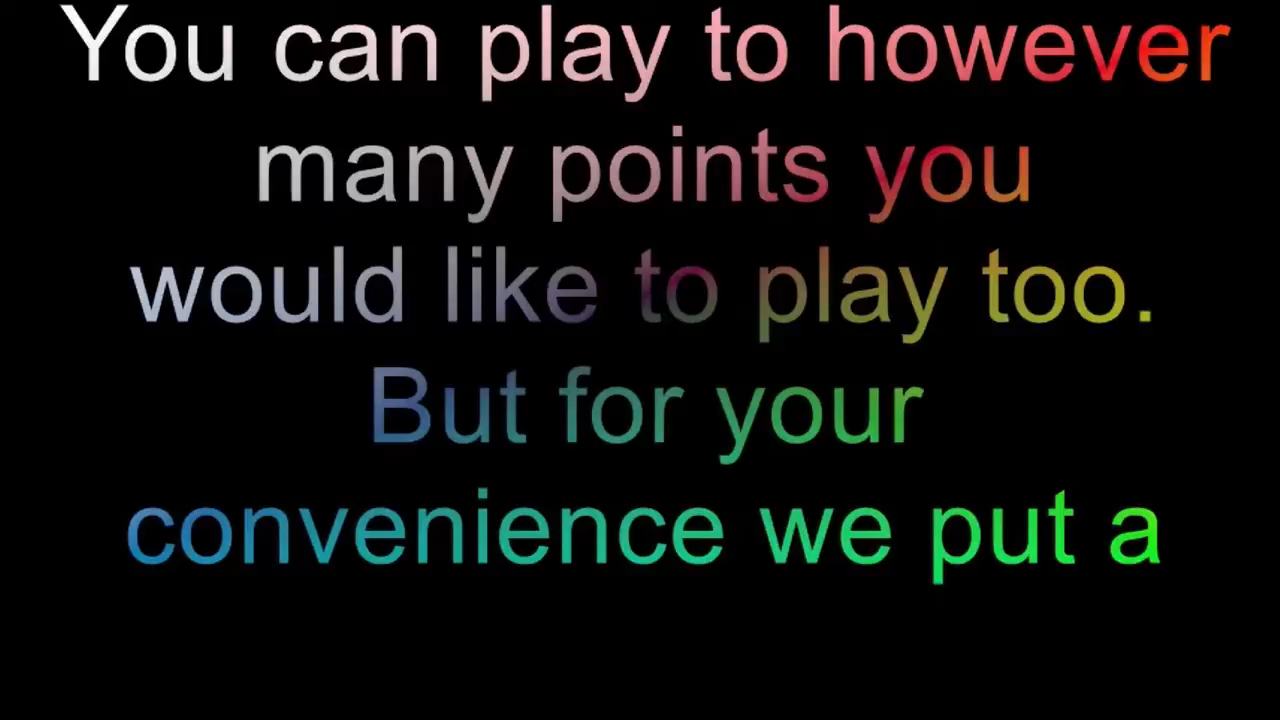 You can play to however
many points you
would like to play too.
But for your
convenience we put a